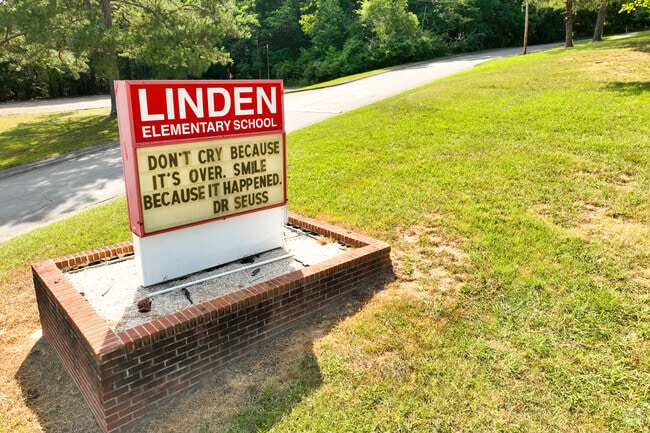 LINDEN
ELEMENTARY SCHOOL
DON'T CRY BECAUSE
IT'S OVER. SMILE
BECAUSE IT HAPPENED.
DR SEUSS